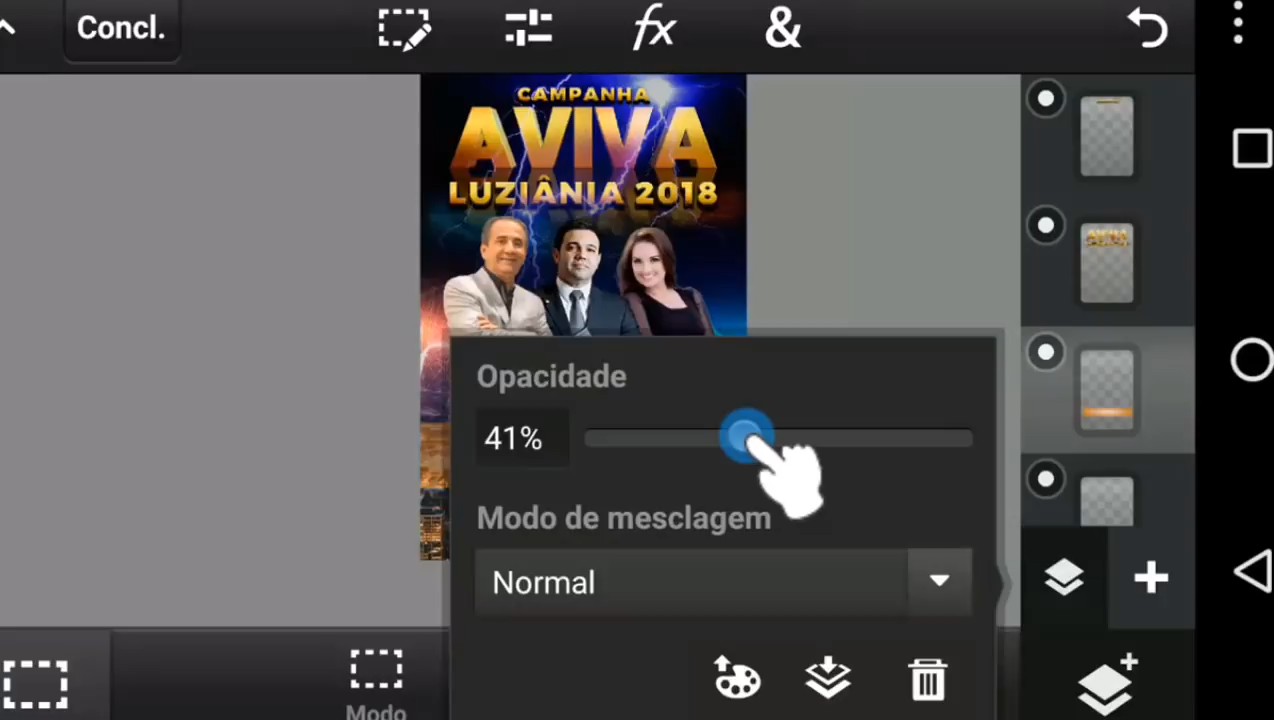 Concl.
CAMPANHA
AVIVA
LUZIÂNIA 2018
Opacidade
41%
Modo de mesclagem
Normal
Modo